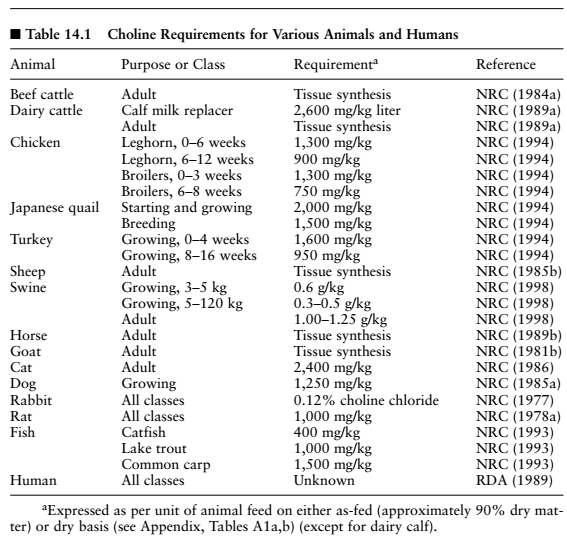 ■ Table 14.1 Choline Requirements for Various Animals and Humans
Animal Purpose or Class Requirementᵃ Reference
Beef cattle Adult Tissue synthesis NRC (1984a)
Dairy cattle Calf milk replacer 2,600 mg/kg liter NRC (1989a)
Adult Tissue synthesis NRC (1989a)
Chicken Leghorn, 0–6 weeks 1,300 mg/kg NRC (1994)
Leghorn, 6–12 weeks 900 mg/kg NRC (1994)
Broilers, 0–3 weeks 1,300 mg/kg NRC (1994)
Broilers, 6–8 weeks 750 mg/kg NRC (1994)
Japanese quail Starting and growing 2,000 mg/kg NRC (1994)
Breeding 1,500 mg/kg NRC (1994)
Turkey Growing, 0–4 weeks 1,600 mg/kg NRC (1994)
Growing, 8–16 weeks 950 mg/kg NRC (1994)
Sheep Adult Tissue synthesis NRC (1985b)
Swine Growing, 3–5 kg 0.6 g/kg NRC (1998)
Growing, 5–120 kg 0.3–0.5 g/kg NRC (1998)
Adult 1.00–1.25 g/kg NRC (1998)
Horse Adult Tissue synthesis NRC (1989b)
Goat Adult Tissue synthesis NRC (1981b)
Cat Adult 2,400 mg/kg NRC (1986)
Dog Growing 1,250 mg/kg NRC (1985a)
Rabbit All classes 0.12% choline chloride NRC (1977)
Rat All classes 1,000 mg/kg NRC (1978a)
Fish Catfish 400 mg/kg NRC (1993)
Lake trout 1,000 mg/kg NRC (1993)
Common carp 1,500 mg/kg NRC (1993)
Human All classes Unknown RDA (1989)
ᵃExpressed as per unit of animal feed on either as-fed (approximately 90% dry mat-
ter) or dry basis (see Appendix, Tables A1a,b) (except for dairy calf).